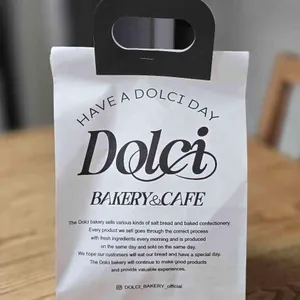 HAVE A DOLCI DAY
Dolci
BAKERY&CAFE
The Dolci bakery sells various kinds of salt bread and baked confectionery.
Every product we sell goes through the correct process
with fresh ingredients every morning and is produced
on the same day and sold on the same day.
We hope our customers will eat our bread and have a special day.
The Dolci bakery will continue to make good products
and provide valuable experiences.
DOLCI_BAKERY_official